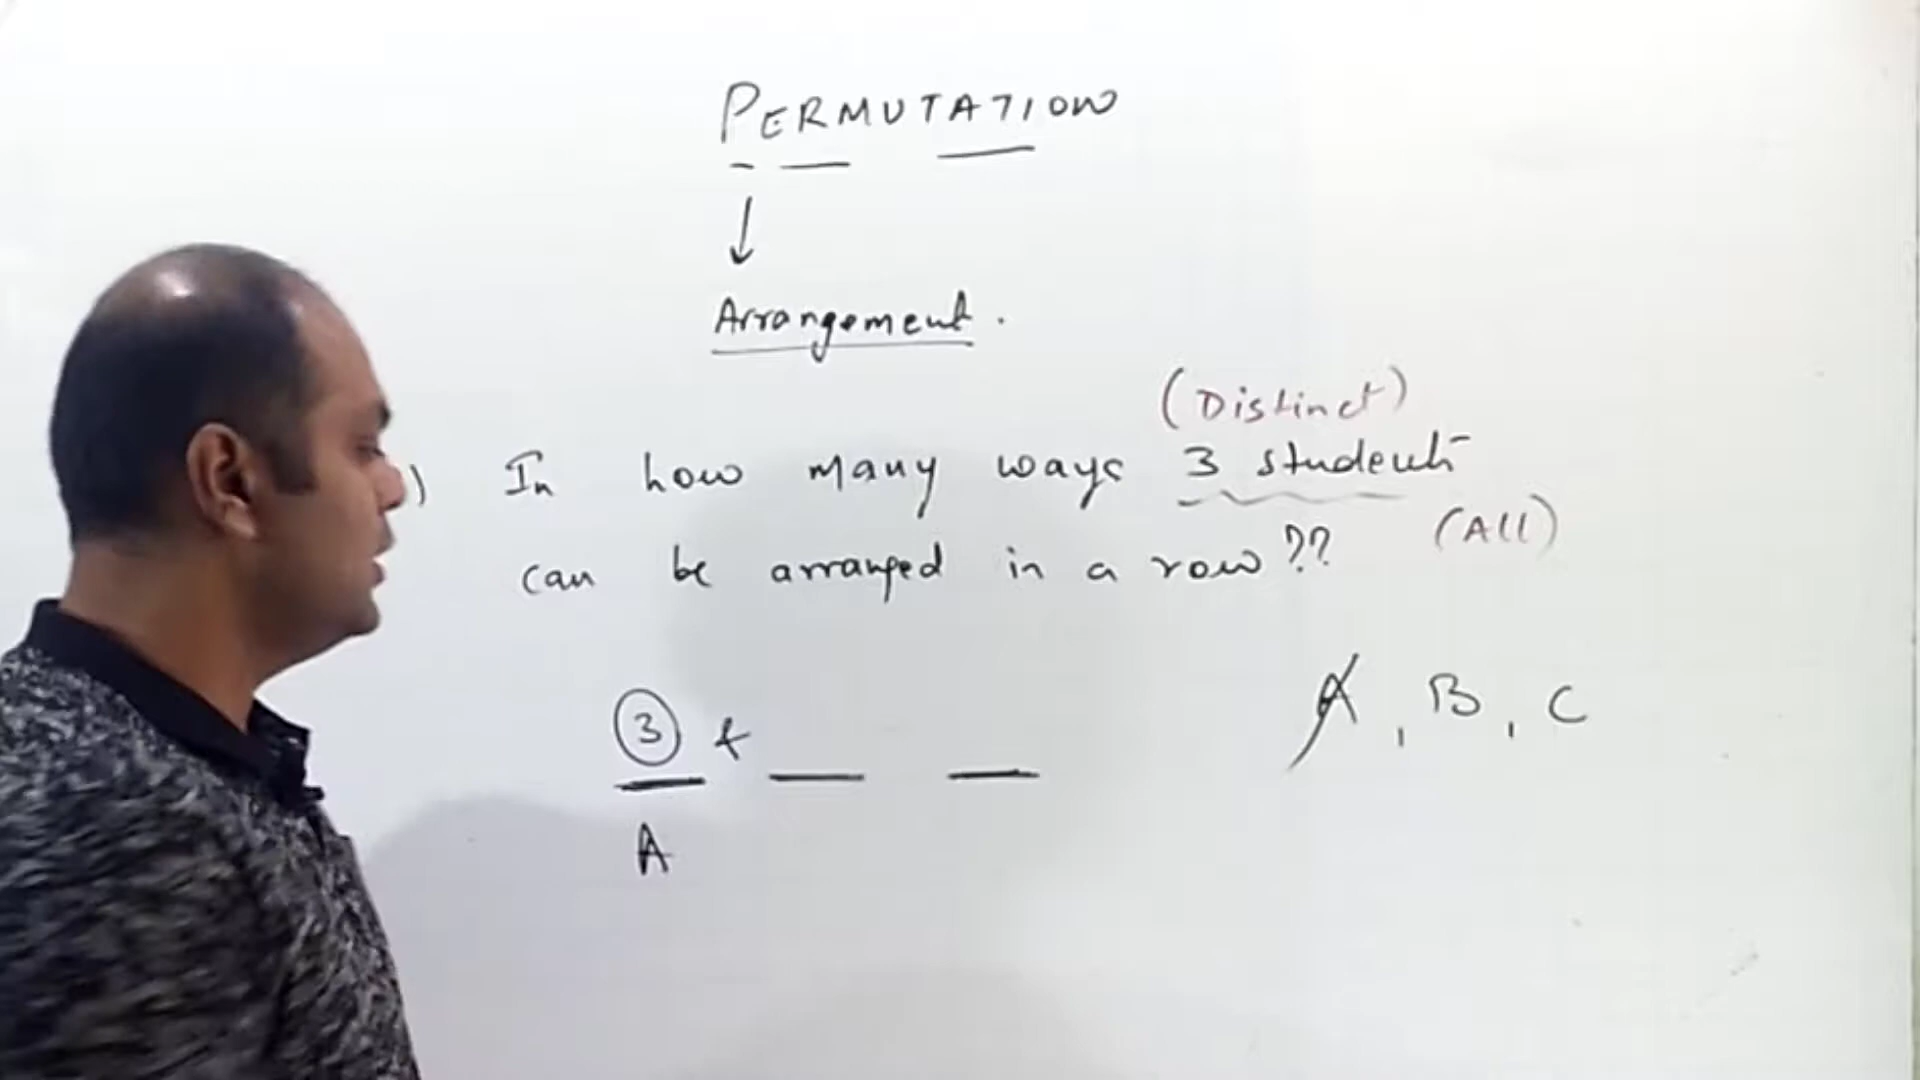 PERMUTATION
↓
Arrangement.
(Distinct)
) In how many ways 3 students
can be arranged in a row?? (All)
A, B, C
3 +
A